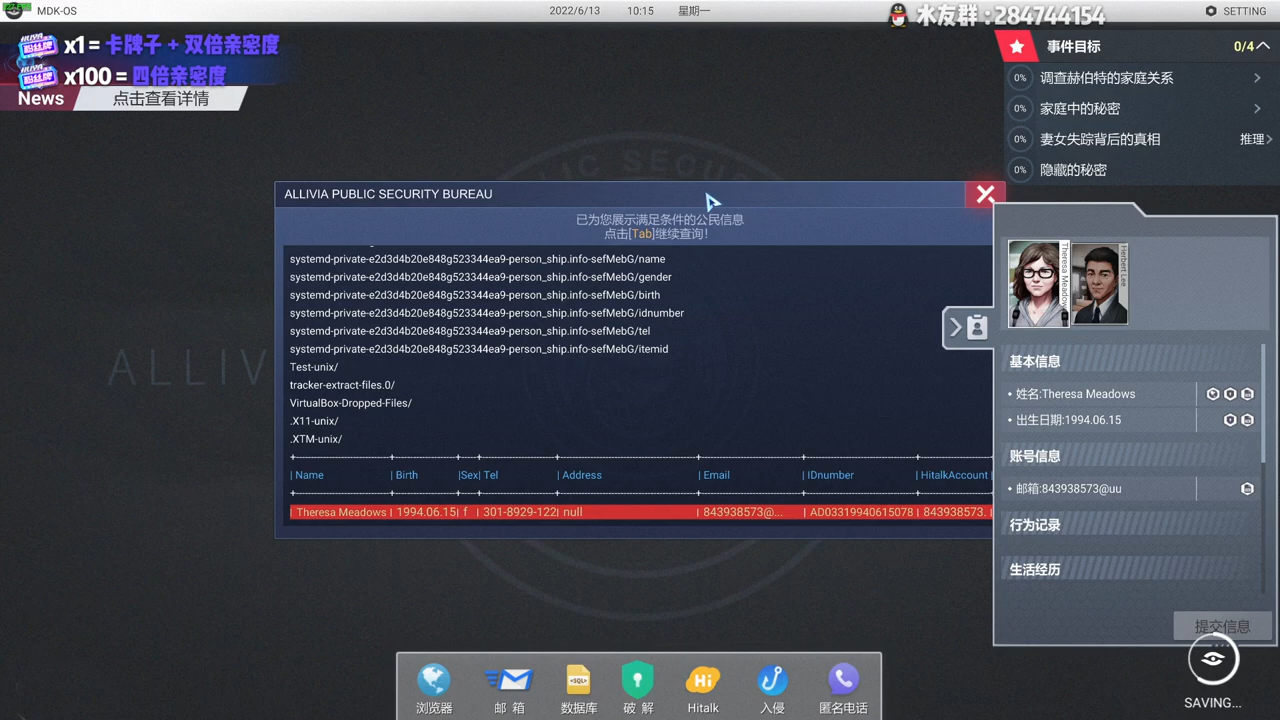 MDK-OS
2022/6/13
10:15
星期一
水友群:284744154
SETTING
x1=卡牌子+双倍亲密度
x100=四倍亲密度
News
点击查看详情
事件目标
0/4
0% 调查赫伯特的家庭关系
0% 家庭中的秘密
0% 妻女失踪背后的真相 推理
0% 隐藏的秘密
ALLIVIA PUBLIC SECURITY BUREAU
已为您展示满足条件的公民信息
点击[Tab]继续查询!
systemd-private-e2d3d4b20e848g523344ea9-person_ship.info-sefMebG/name
systemd-private-e2d3d4b20e848g523344ea9-person_ship.info-sefMebG/gender
systemd-private-e2d3d4b20e848g523344ea9-person_ship.info-sefMebG/birth
systemd-private-e2d3d4b20e848g523344ea9-person_ship.info-sefMebG/idnumber
systemd-private-e2d3d4b20e848g523344ea9-person_ship.info-sefMebG/tel
systemd-private-e2d3d4b20e848g523344ea9-person_ship.info-sefMebG/itemid
Test-unix/
tracker-extract-files.0/
VirtualBox-Dropped-Files/
.X11-unix/
.XTM-unix/
| Name | Birth |Sex| Tel | Address | Email | IDnumber | HitalkAccount |
| Theresa Meadows | 1994.06.15| f | 301-8929-122| null | 843938573@... | AD03319940615078 | 843938573. |
ALLIV
Theresa Meadows
Herbert Lee
基本信息
• 姓名:Theresa Meadows
• 出生日期:1994.06.15
账号信息
• 邮箱:843938573@uu
行为记录
生活经历
提交信息
SAVING...
浏览器
邮 箱
SQL
数据库
破 解
Hi
Hitalk
入侵
匿名电话